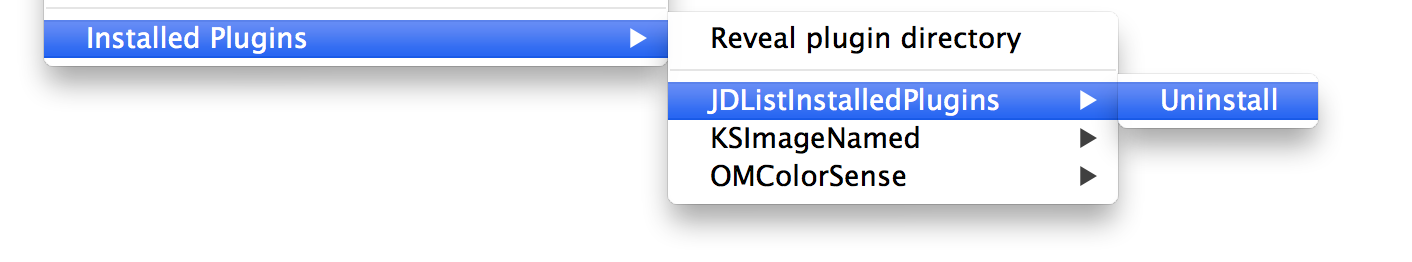 Installed Plugins
Reveal plugin directory
JDListInstalledPlugins
Uninstall
KSImageNamed
OMColorSense